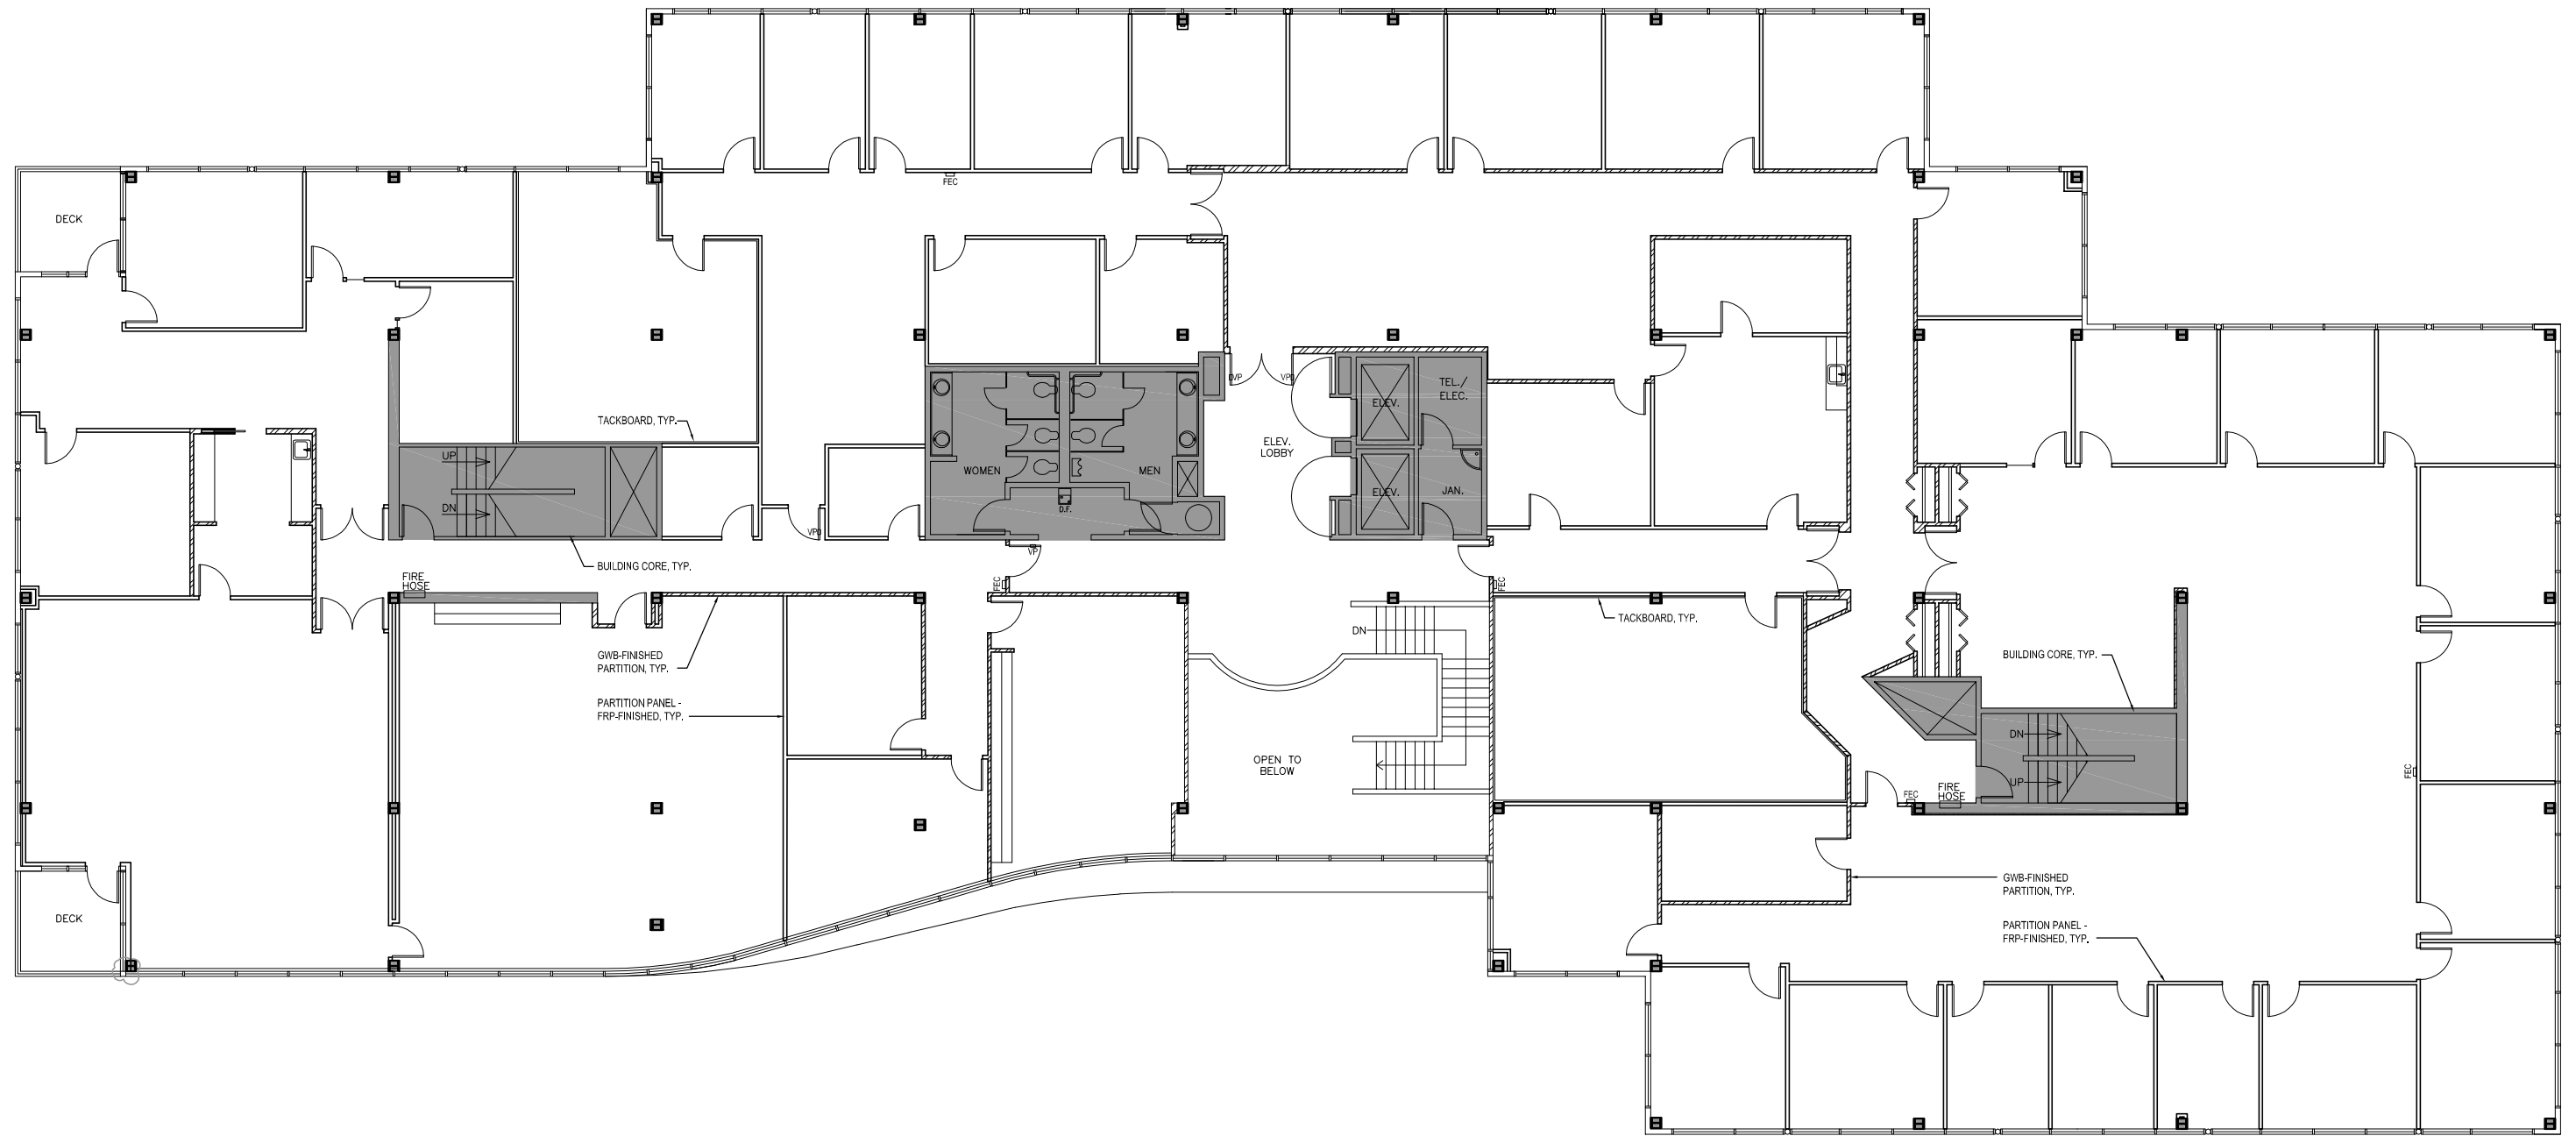 FEC
DECK
TEL./
ELEC.
VP
VP
ELEV.
TACKBOARD, TYP.
ELEV.
LOBBY
UP
WOMEN
MEN
ELEV.
JAN.
DN
D.F.
VP
VP
BUILDING CORE, TYP.
FIRE
HOSE
FEC
FEC
TACKBOARD, TYP.
DN
GWB-FINISHED
PARTITION, TYP.
BUILDING CORE, TYP.
PARTITION PANEL -
FRP-FINISHED, TYP.
DN
OPEN TO
BELOW
FEC
UP
FIRE
HOSE
FEC
GWB-FINISHED
PARTITION, TYP.
DECK
PARTITION PANEL -
FRP-FINISHED, TYP.